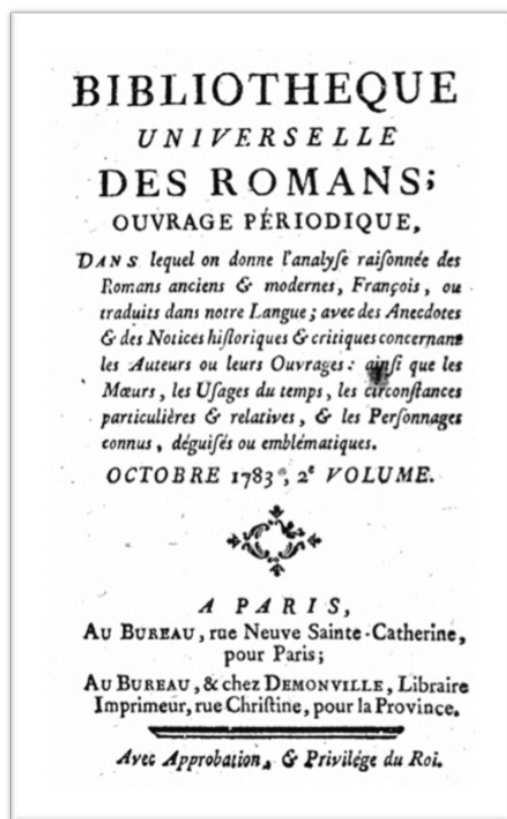 BIBLIOTHEQUE
UNIVERSELLE
DES ROMANS;
OUVRAGE PÉRIODIQUE,
DANS lequel on donne l'analyſe raiſonnée des
Romans anciens & modernes, François, ou
traduits dans notre Langue; avec des Anecdotes
& des Notices hiſtoriques & critiques concernant
les Auteurs ou leurs Ouvrages: ainſi que les
Mœurs, les Uſages du temps, les circonſtances
particulières & relatives, & les Perſonnages
connus, déguiſés ou emblématiques.
OCTOBRE 1783, 2e VOLUME.
A PARIS,
AU BUREAU, rue Neuve Sainte-Catherine,
pour Paris;
AU BUREAU, & chez DEMONVILLE, Libraire
Imprimeur, rue Chriſtine, pour la Province.
Avec Approbation, & Privilége du Roi.